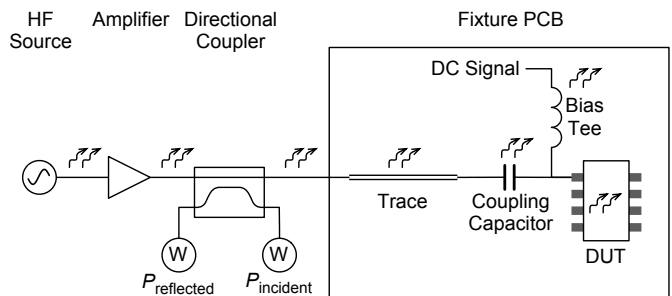 HF
Source
Amplifier
Directional
Coupler
Fixture PCB
DC Signal
Bias
Tee
Trace
Coupling
Capacitor
DUT
W
W
Preflected
Pincident